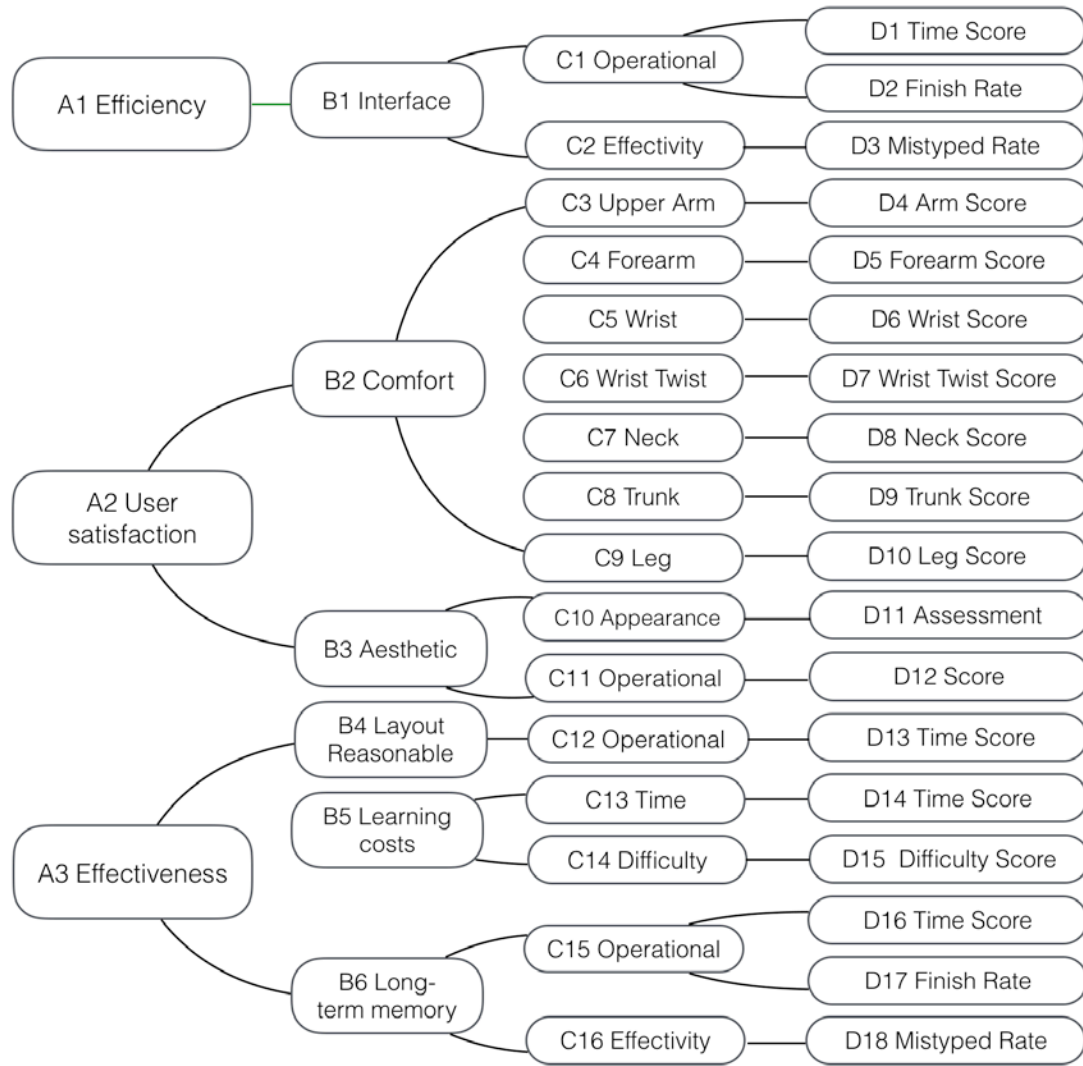 A1 Efficiency
B1 Interface
C1 Operational
D1 Time Score
D2 Finish Rate
C2 Effectivity
D3 Mistyped Rate
A2 User
satisfaction
B2 Comfort
C3 Upper Arm
D4 Arm Score
C4 Forearm
D5 Forearm Score
C5 Wrist
D6 Wrist Score
C6 Wrist Twist
D7 Wrist Twist Score
C7 Neck
D8 Neck Score
C8 Trunk
D9 Trunk Score
C9 Leg
D10 Leg Score
B3 Aesthetic
C10 Appearance
D11 Assessment
C11 Operational
D12 Score
A3 Effectiveness
B4 Layout
Reasonable
C12 Operational
D13 Time Score
B5 Learning
costs
C13 Time
D14 Time Score
C14 Difficulty
D15 Difficulty Score
B6 Long-
term memory
C15 Operational
D16 Time Score
D17 Finish Rate
C16 Effectivity
D18 Mistyped Rate